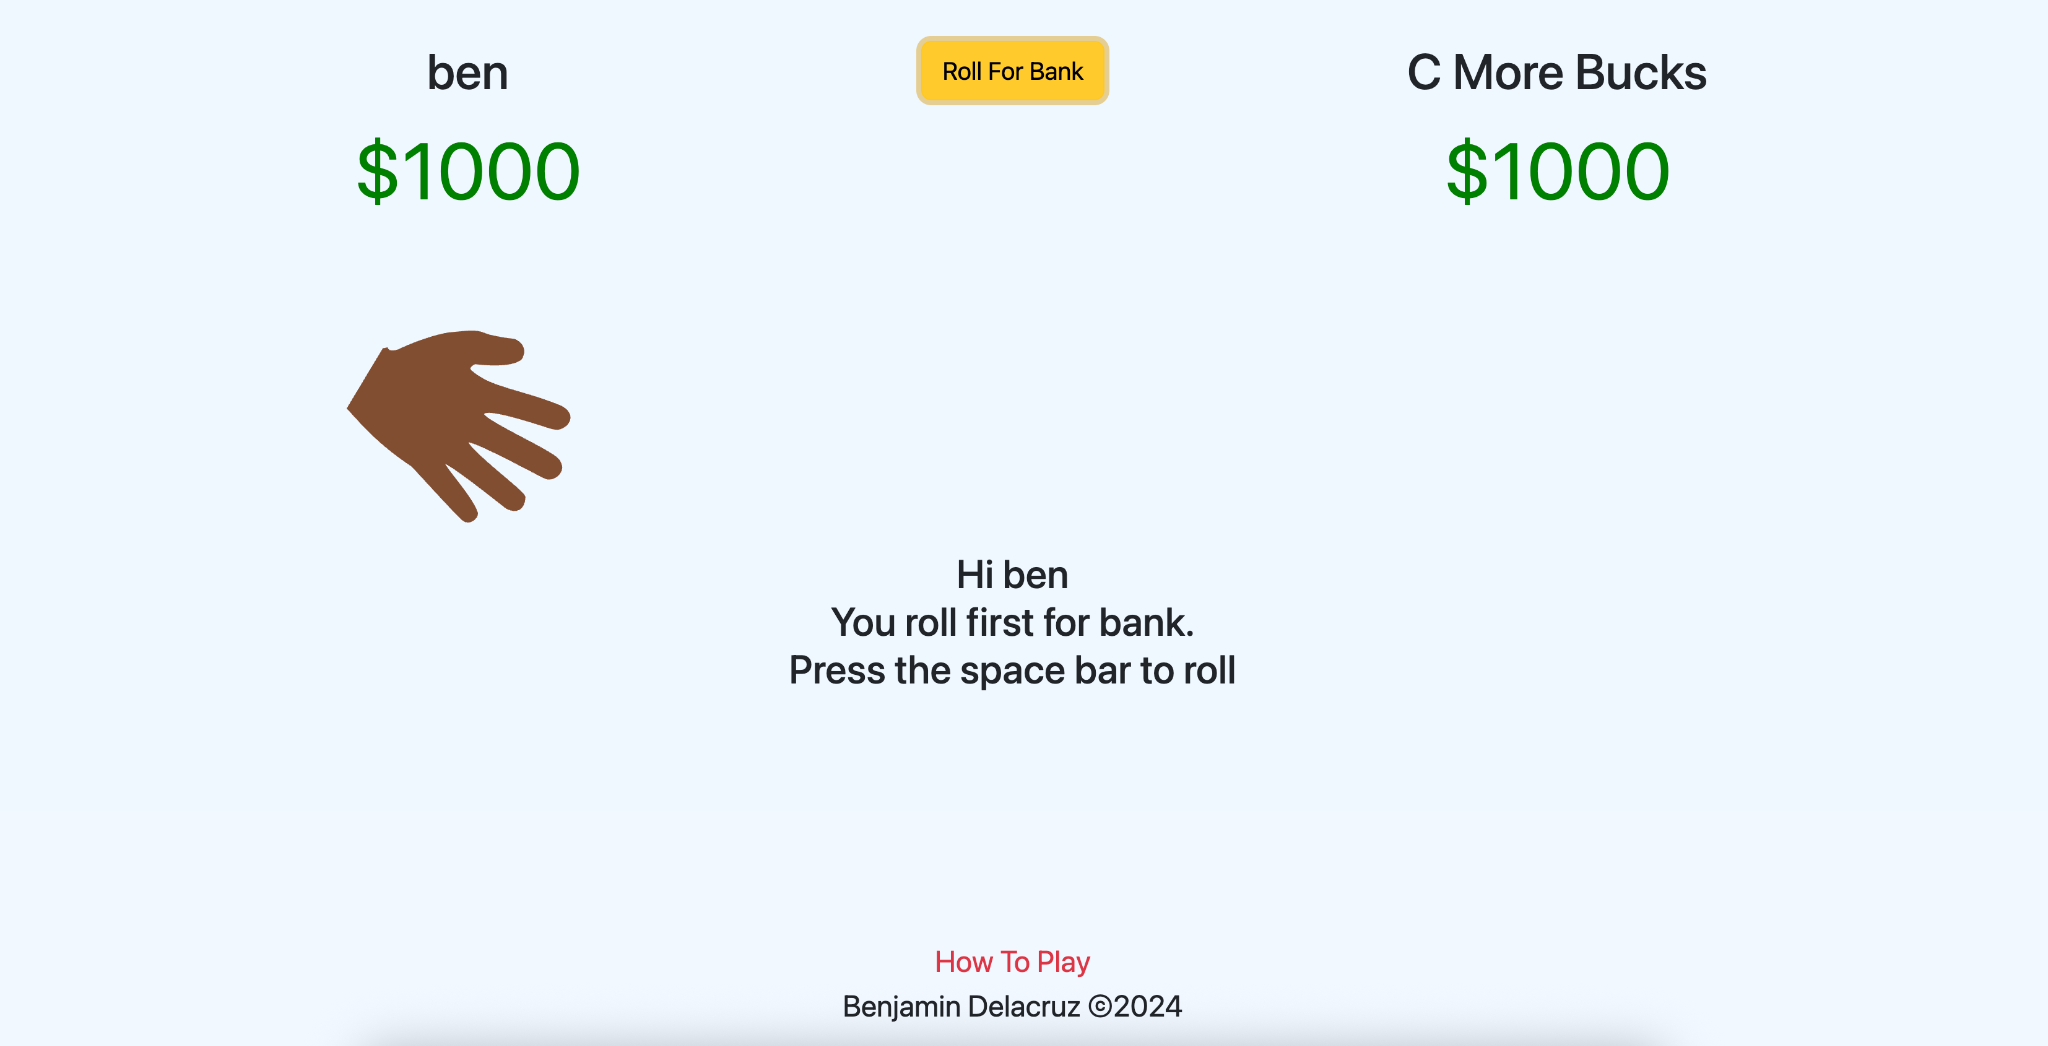 ben
Roll For Bank
C More Bucks
$1000
$1000
Hi ben
You roll first for bank.
Press the space bar to roll
How To Play
Benjamin Delacruz ©2024